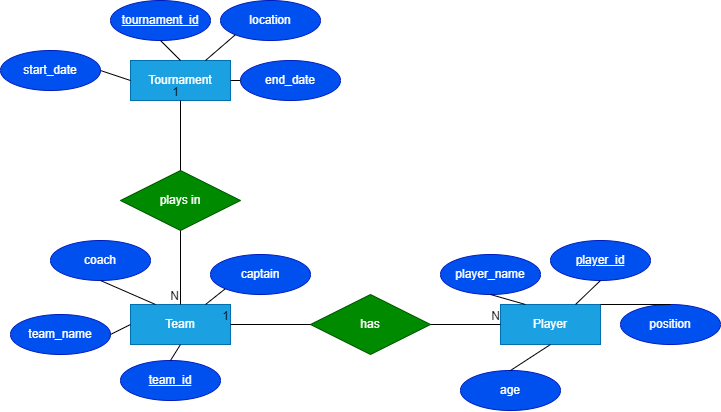 tournament_id
location
start_date
Tournament
end_date
1
plays in
coach
captain
player_name
player_id
N
team_name
Team
1
has
N
Player
position
team_id
age